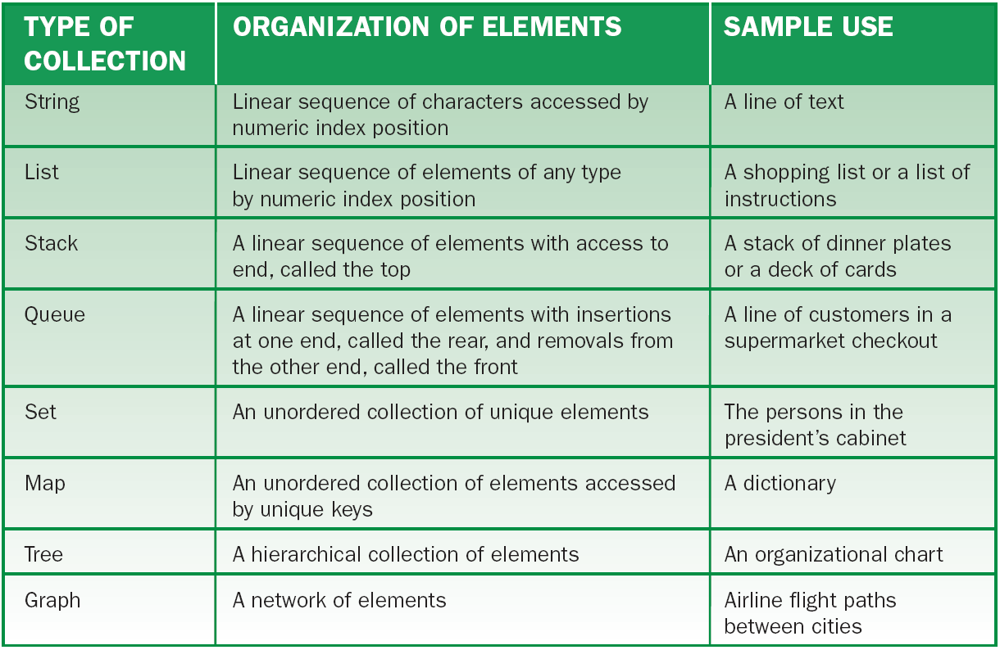 TYPE OF COLLECTION
ORGANIZATION OF ELEMENTS
SAMPLE USE
String
Linear sequence of characters accessed by
numeric index position
A line of text
List
Linear sequence of elements of any type
by numeric index position
A shopping list or a list of
instructions
Stack
A linear sequence of elements with access to
end, called the top
A stack of dinner plates
or a deck of cards
Queue
A linear sequence of elements with insertions
at one end, called the rear, and removals from
the other end, called the front
A line of customers in a
supermarket checkout
Set
An unordered collection of unique elements
The persons in the
president’s cabinet
Map
An unordered collection of elements accessed
by unique keys
A dictionary
Tree
A hierarchical collection of elements
An organizational chart
Graph
A network of elements
Airline flight paths
between cities